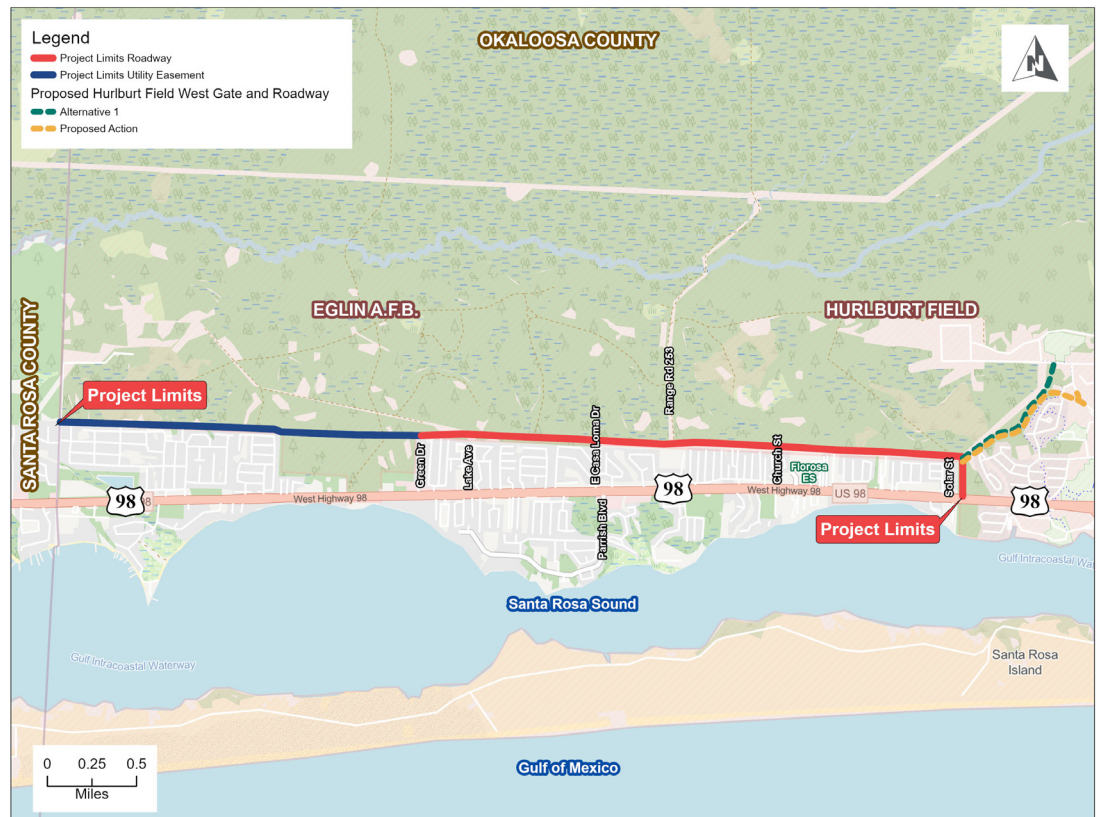 Legend
Project Limits Roadway
Project Limits Utility Easement
Proposed Hurlburt Field West Gate and Roadway
Alternative 1
Proposed Action
OKALOOSA COUNTY
N
SANTA ROSA COUNTY
EGLIN A.F.B.
HURLBURT FIELD
Range Rd 253
Project Limits
Green Dr
Lake Ave
E Casa Loma Dr
Church St
Florosa
ES
Solar St
98
West Highway 98
98
West Highway 98
US 98
98
Parrish Blvd
Project Limits
Gulf Intracoastal Wa
Santa Rosa Sound
Gulf Intracoastal Waterway
Santa Rosa
Island
Gulf of Mexico
0 0.25 0.5
Miles